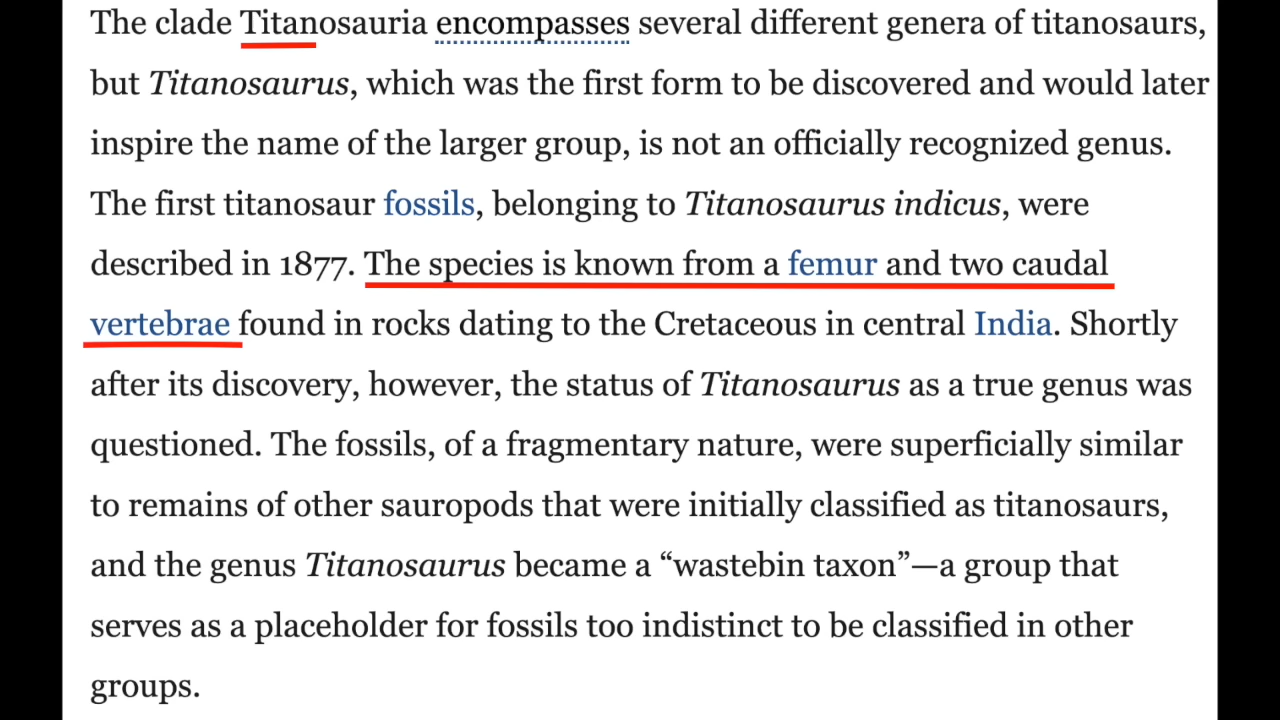 The clade Titanosauria encompasses several different genera of titanosaurs,
but Titanosaurus, which was the first form to be discovered and would later
inspire the name of the larger group, is not an officially recognized genus.
The first titanosaur fossils, belonging to Titanosaurus indicus, were
described in 1877. The species is known from a femur and two caudal
vertebrae found in rocks dating to the Cretaceous in central India. Shortly
after its discovery, however, the status of Titanosaurus as a true genus was
questioned. The fossils, of a fragmentary nature, were superficially similar
to remains of other sauropods that were initially classified as titanosaurs,
and the genus Titanosaurus became a “wastebin taxon”—a group that
serves as a placeholder for fossils too indistinct to be classified in other
groups.